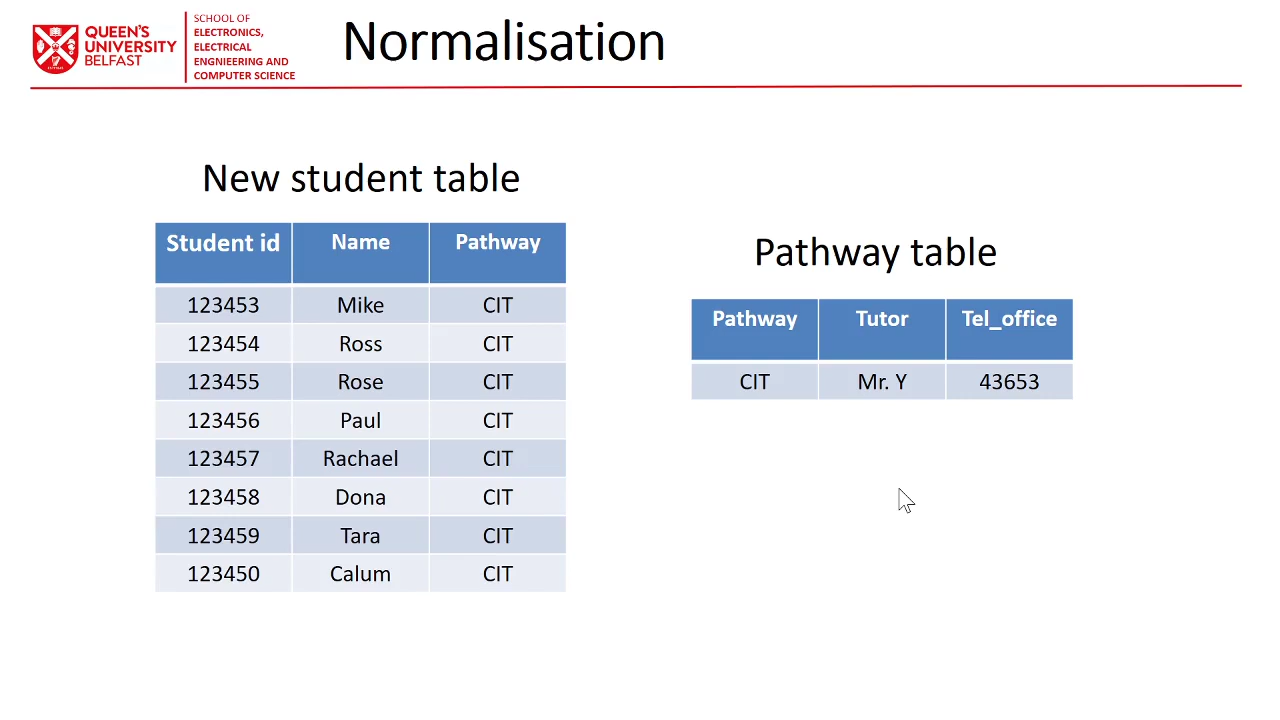 QUEEN'S
UNIVERSITY
BELFAST
SCHOOL OF
ELECTRONICS,
ELECTRICAL
ENGNIEERING AND
COMPUTER SCIENCE
Normalisation
New student table
Student id Name Pathway
123453 Mike CIT
123454 Ross CIT
123455 Rose CIT
123456 Paul CIT
123457 Rachael CIT
123458 Dona CIT
123459 Tara CIT
123450 Calum CIT
Pathway table
Pathway Tutor Tel_office
CIT Mr. Y 43653